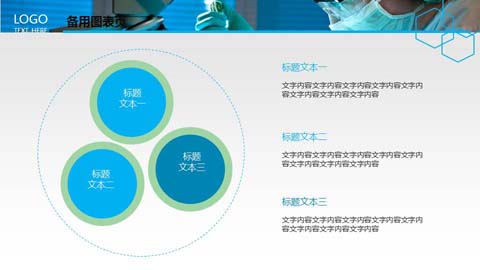 LOGO
TEXT HERE
备用图表页
标题
文本一
标题
文本二
标题
文本三
标题文本一
文字内容文字内容文字内容文字内容文字内
容文字内容文字内容文字内容
标题文本二
文字内容文字内容文字内容文字内容文字内
容文字内容文字内容文字内容
标题文本三
文字内容文字内容文字内容文字内容文字内
容文字内容文字内容文字内容